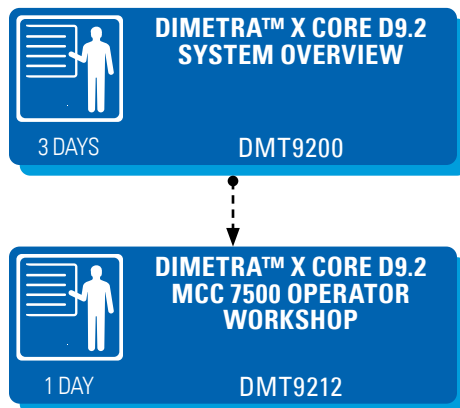 DIMETRA™ X CORE D9.2
SYSTEM OVERVIEW
3 DAYS
DMT9200
DIMETRA™ X CORE D9.2
MCC 7500 OPERATOR
WORKSHOP
1 DAY
DMT9212